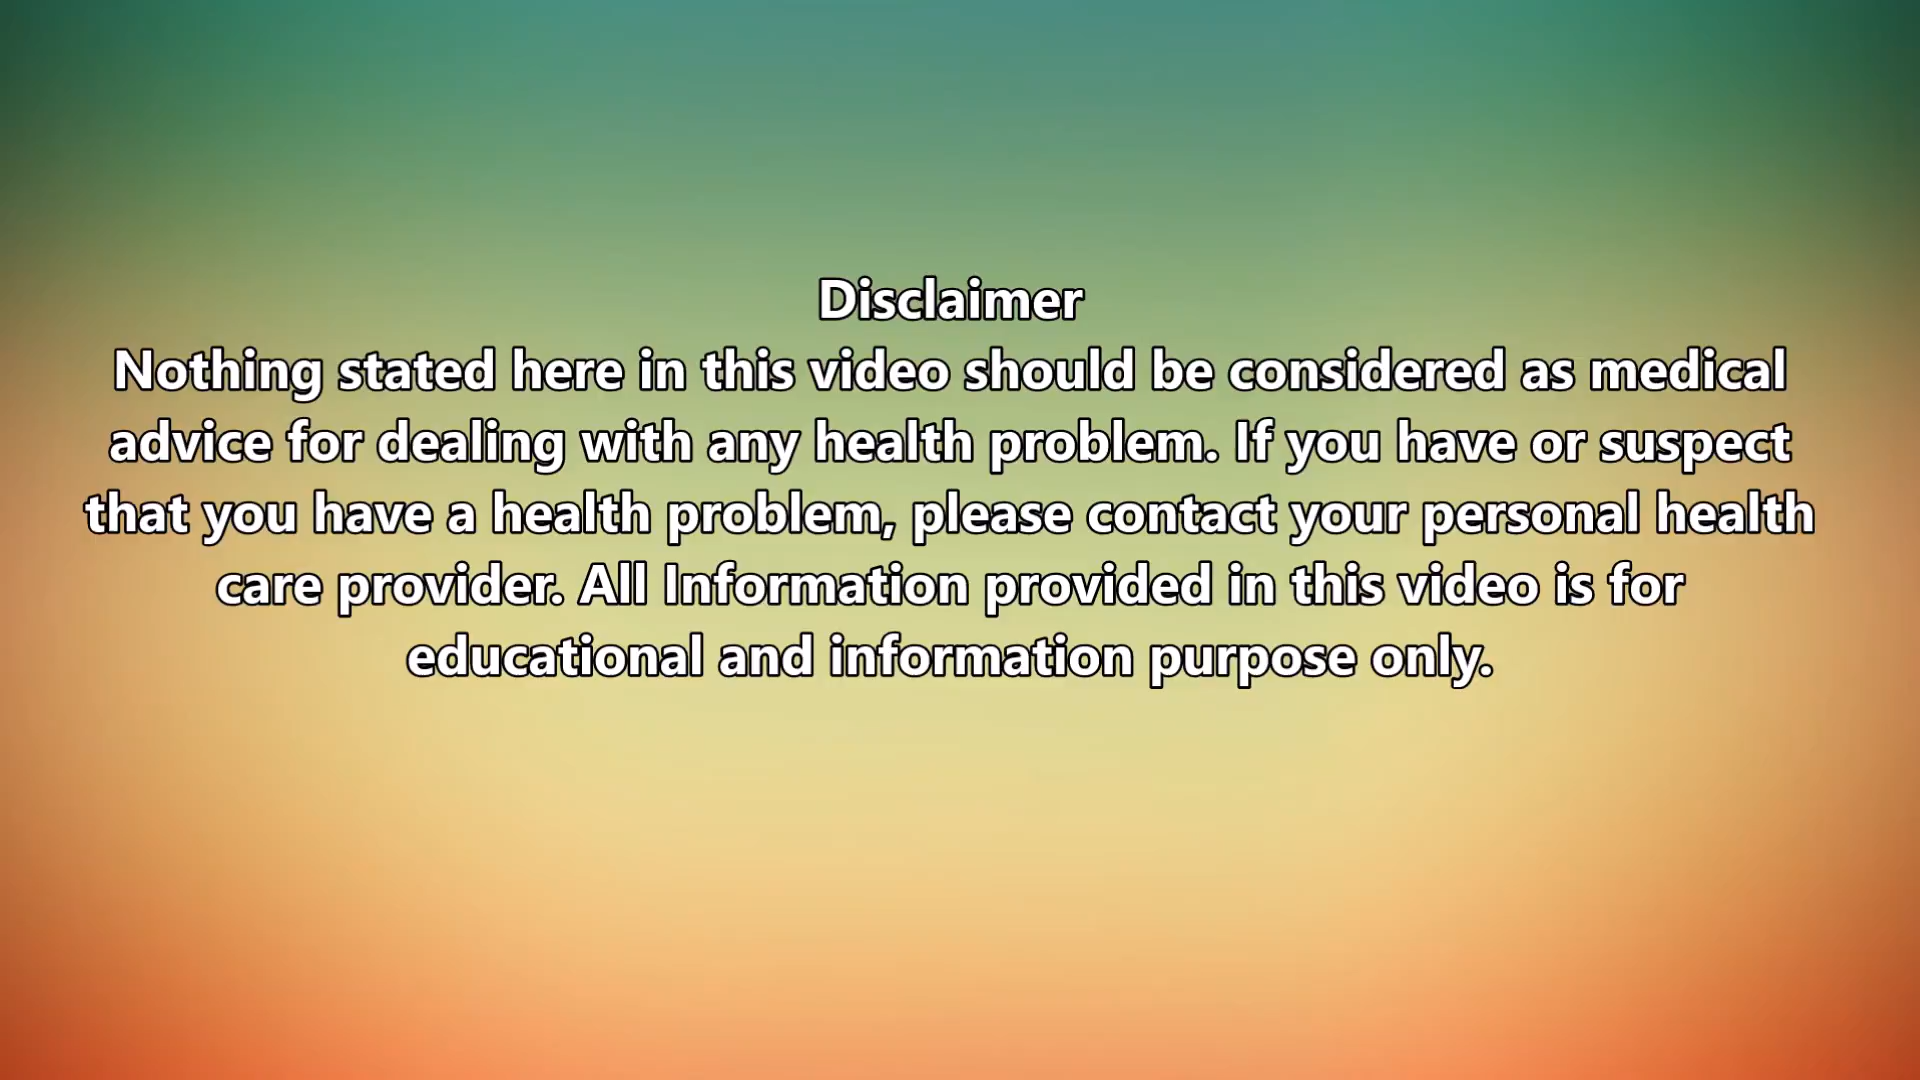 Disclaimer
Nothing stated here in this video should be considered as medical
advice for dealing with any health problem. If you have or suspect
that you have a health problem, please contact your personal health
care provider. All Information provided in this video is for
educational and information purpose only.